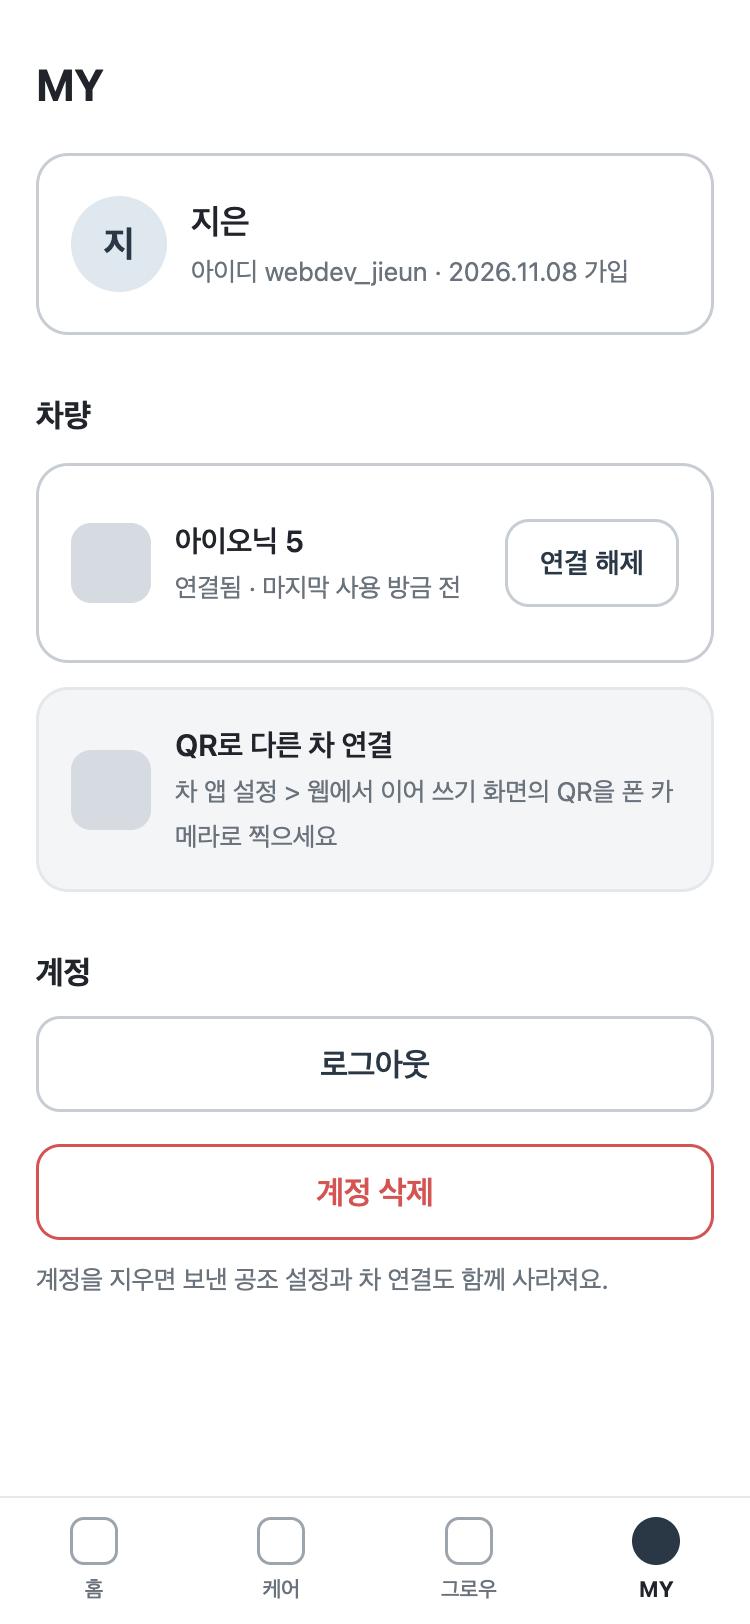 MY
지
지은
아이디 webdev_jieun · 2026.11.08 가입
차량
아이오닉 5
연결됨 · 마지막 사용 방금 전
연결 해제
QR로 다른 차 연결
차 앱 설정 > 웹에서 이어 쓰기 화면의 QR을 폰 카
메라로 찍으세요
계정
로그아웃
계정 삭제
계정을 지우면 보낸 공조 설정과 차 연결도 함께 사라져요.
홈
케어
그로우
MY